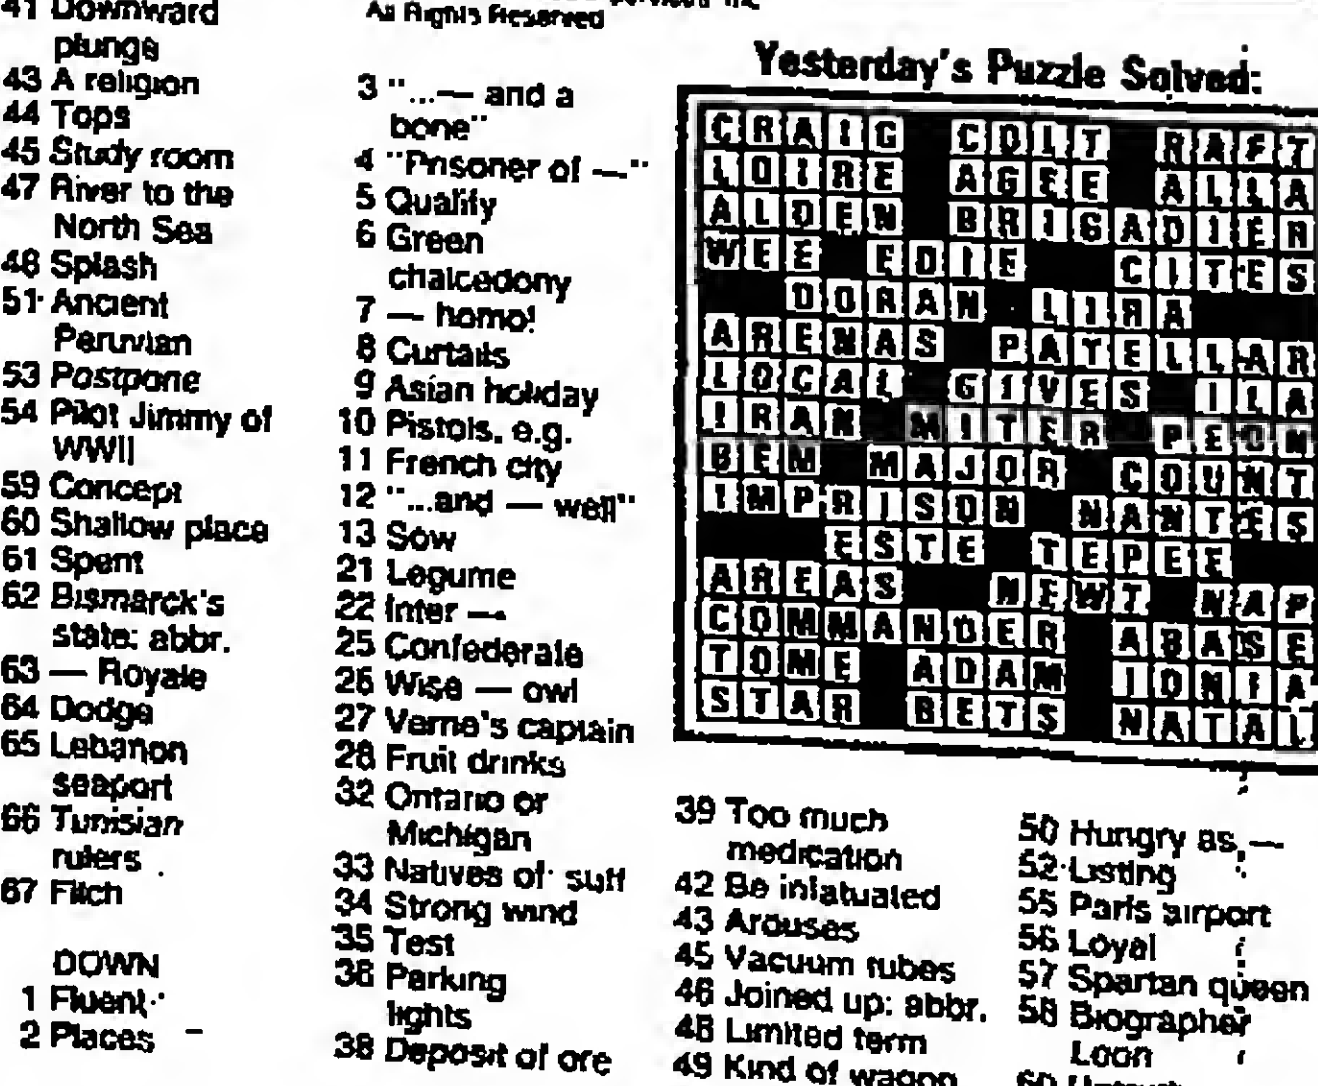 41 Downward
plunge
43 A religion
44 Tops
45 Study room
47 River to the
North Sea
48 Splash
51 Ancient
Peruvian
53 Postpone
54 Pilot Jimmy of
WWII
59 Concept
60 Shallow place
61 Spent
62 Bismarck's
state: abbr.
63 — Royale
64 Dodge
65 Lebanon
seaport
66 Tunisian
rulers
67 Filch
DOWN
1 Fluent
2 Places
All Rights Reserved
3 "...— and a
bone"
4 "Prisoner of —"
5 Qualify
6 Green
chalcedony
7 — homo!
8 Curtails
9 Asian holiday
10 Pistols, e.g.
11 French city
12 "...and — well"
13 Sow
21 Legume
22 Inter —
25 Confederate
26 Wise — owl
27 Verne's captain
28 Fruit drinks
32 Ontario or
Michigan
33 Natives of: suff
34 Strong wind
35 Test
36 Parking
lights
38 Deposit of ore
Yesterday's Puzzle Solved:
CRAIG COLT RAFT
LOIRE AGEE ALLA
ALDEN BRIGADIER
WEE EDIE CITES
DORAN LIRA
ARENAS PATELLAR
LOCAL GIVES ILA
IRAN MITER PEON
BEM MAJOR COUNT
IMPRISON NANTES
ESTE TEPEE
AREAS NEWT NAP
COMMANDER ABASE
TOME ADAM IONIA
STAR BETS NATAL
39 Too much
medication
42 Be infatuated
43 Arouses
45 Vacuum tubes
46 Joined up: abbr.
48 Limited term
49 Kind of wagon
50 Hungry as —
52 Listing
55 Paris airport
56 Loyal
57 Spartan queen
58 Biographer
Leon
60